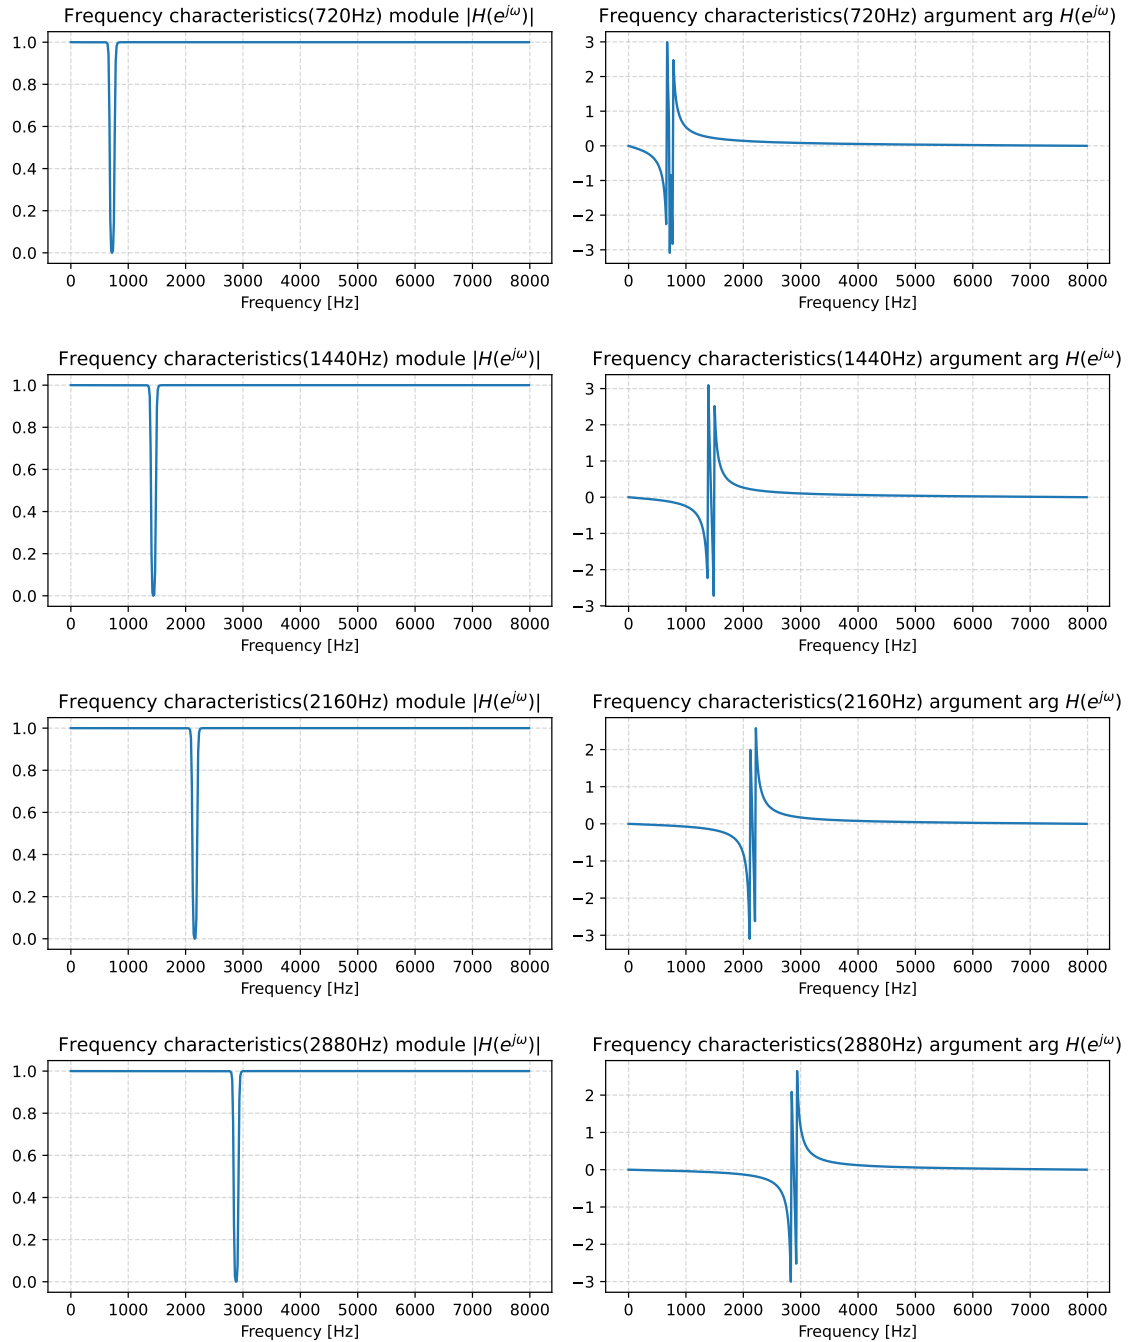 Frequency characteristics(720Hz) module |H(e^{jω})|
1.0
0.8
0.6
0.4
0.2
0.0
0 1000 2000 3000 4000 5000 6000 7000 8000
Frequency [Hz]
Frequency characteristics(720Hz) argument arg H(e^{jω})
3
2
1
0
−1
−2
−3
0 1000 2000 3000 4000 5000 6000 7000 8000
Frequency [Hz]
Frequency characteristics(1440Hz) module |H(e^{jω})|
1.0
0.8
0.6
0.4
0.2
0.0
0 1000 2000 3000 4000 5000 6000 7000 8000
Frequency [Hz]
Frequency characteristics(1440Hz) argument arg H(e^{jω})
3
2
1
0
−1
−2
−3
0 1000 2000 3000 4000 5000 6000 7000 8000
Frequency [Hz]
Frequency characteristics(2160Hz) module |H(e^{jω})|
1.0
0.8
0.6
0.4
0.2
0.0
0 1000 2000 3000 4000 5000 6000 7000 8000
Frequency [Hz]
Frequency characteristics(2160Hz) argument arg H(e^{jω})
2
1
0
−1
−2
−3
0 1000 2000 3000 4000 5000 6000 7000 8000
Frequency [Hz]
Frequency characteristics(2880Hz) module |H(e^{jω})|
1.0
0.8
0.6
0.4
0.2
0.0
0 1000 2000 3000 4000 5000 6000 7000 8000
Frequency [Hz]
Frequency characteristics(2880Hz) argument arg H(e^{jω})
2
1
0
−1
−2
−3
0 1000 2000 3000 4000 5000 6000 7000 8000
Frequency [Hz]